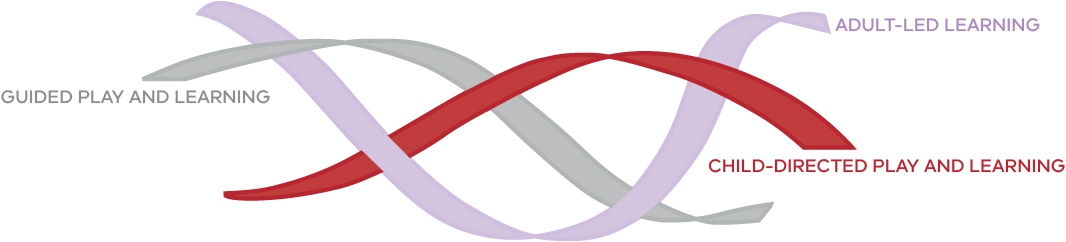 ADULT-LED LEARNING
GUIDED PLAY AND LEARNING
CHILD-DIRECTED PLAY AND LEARNING